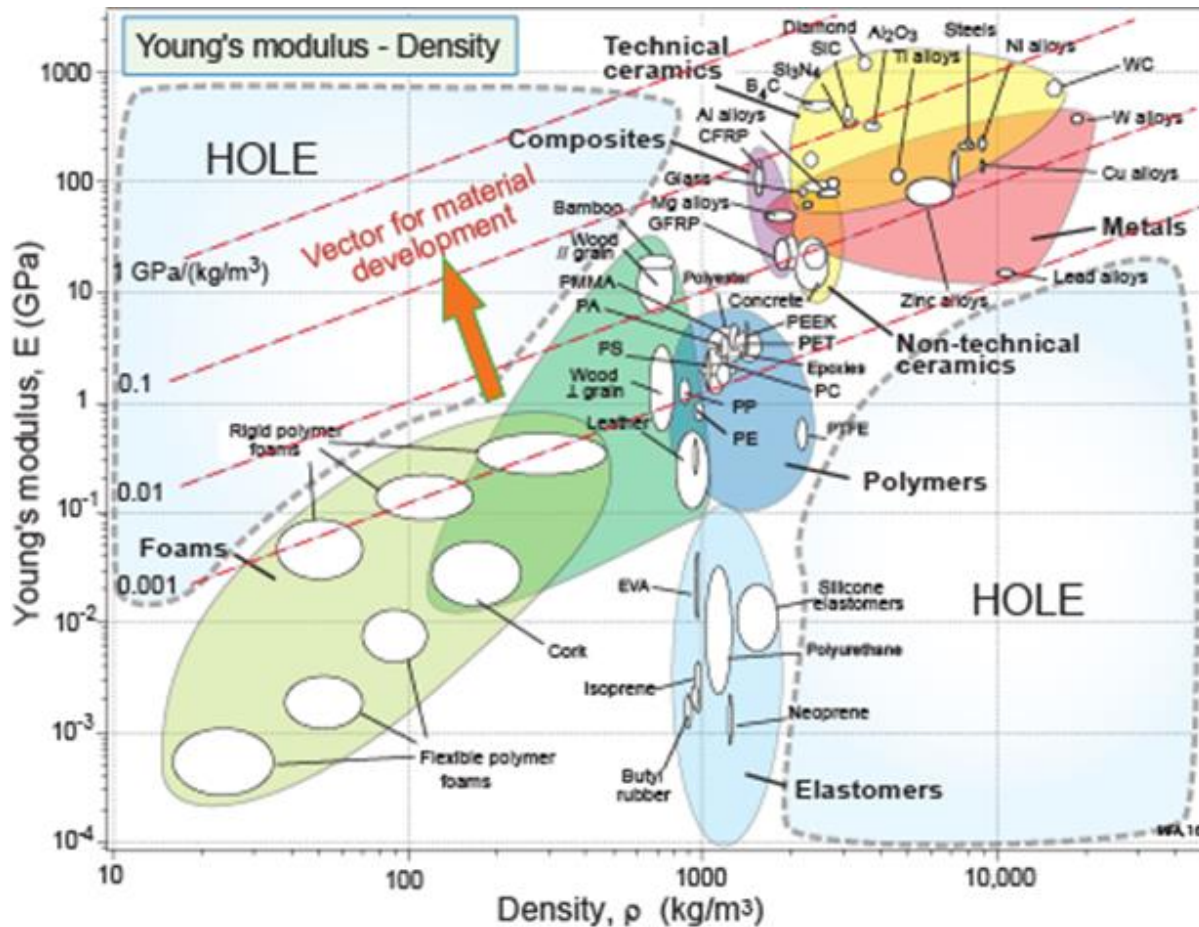 Young's modulus - Density
Young's modulus, E (GPa)
1000
100
10
1
10-1
10-2
10-3
10-4
HOLE
Vector for material
development
1 GPa/(kg/m3)
0.1
0.01
0.001
Technical
ceramics
Diamond
SIC
Al2O3
Steels
NI alloys
Si3N4
Ti alloys
B4C
WC
Al alloys
W alloys
CFRP
Composites
Glass
Cu alloys
Mg alloys
Metals
GFRP
Bamboo
Wood
// grain
Polyester
PMMA
Concrete
Zinc alloys
Lead alloys
PA
PEEK
PS
PET
Non-technical
ceramics
Epoxies
Wood
⊥ grain
PC
PP
Leather
PE
PTFE
Polymers
Rigid polymer
foams
Foams
EVA
Silicone
elastomers
HOLE
Cork
Polyurethane
Isoprene
Neoprene
Flexible polymer
foams
Butyl
rubber
Elastomers
10
100
1000
10,000
Density, ρ (kg/m3)